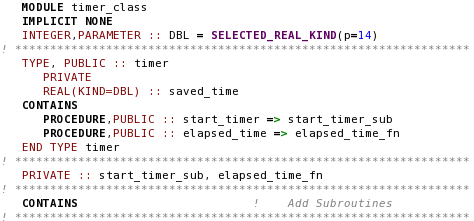 MODULE timer_class
IMPLICIT NONE
INTEGER,PARAMETER :: DBL = SELECTED_REAL_KIND(p=14)
! *******************************************************************
TYPE, PUBLIC :: timer
PRIVATE
REAL(KIND=DBL) :: saved_time
CONTAINS
PROCEDURE,PUBLIC :: start_timer => start_timer_sub
PROCEDURE,PUBLIC :: elapsed_time => elapsed_time_fn
END TYPE timer
! *******************************************************************
PRIVATE :: start_timer_sub, elapsed_time_fn
! *******************************************************************
CONTAINS ! Add Subroutines
! *******************************************************************